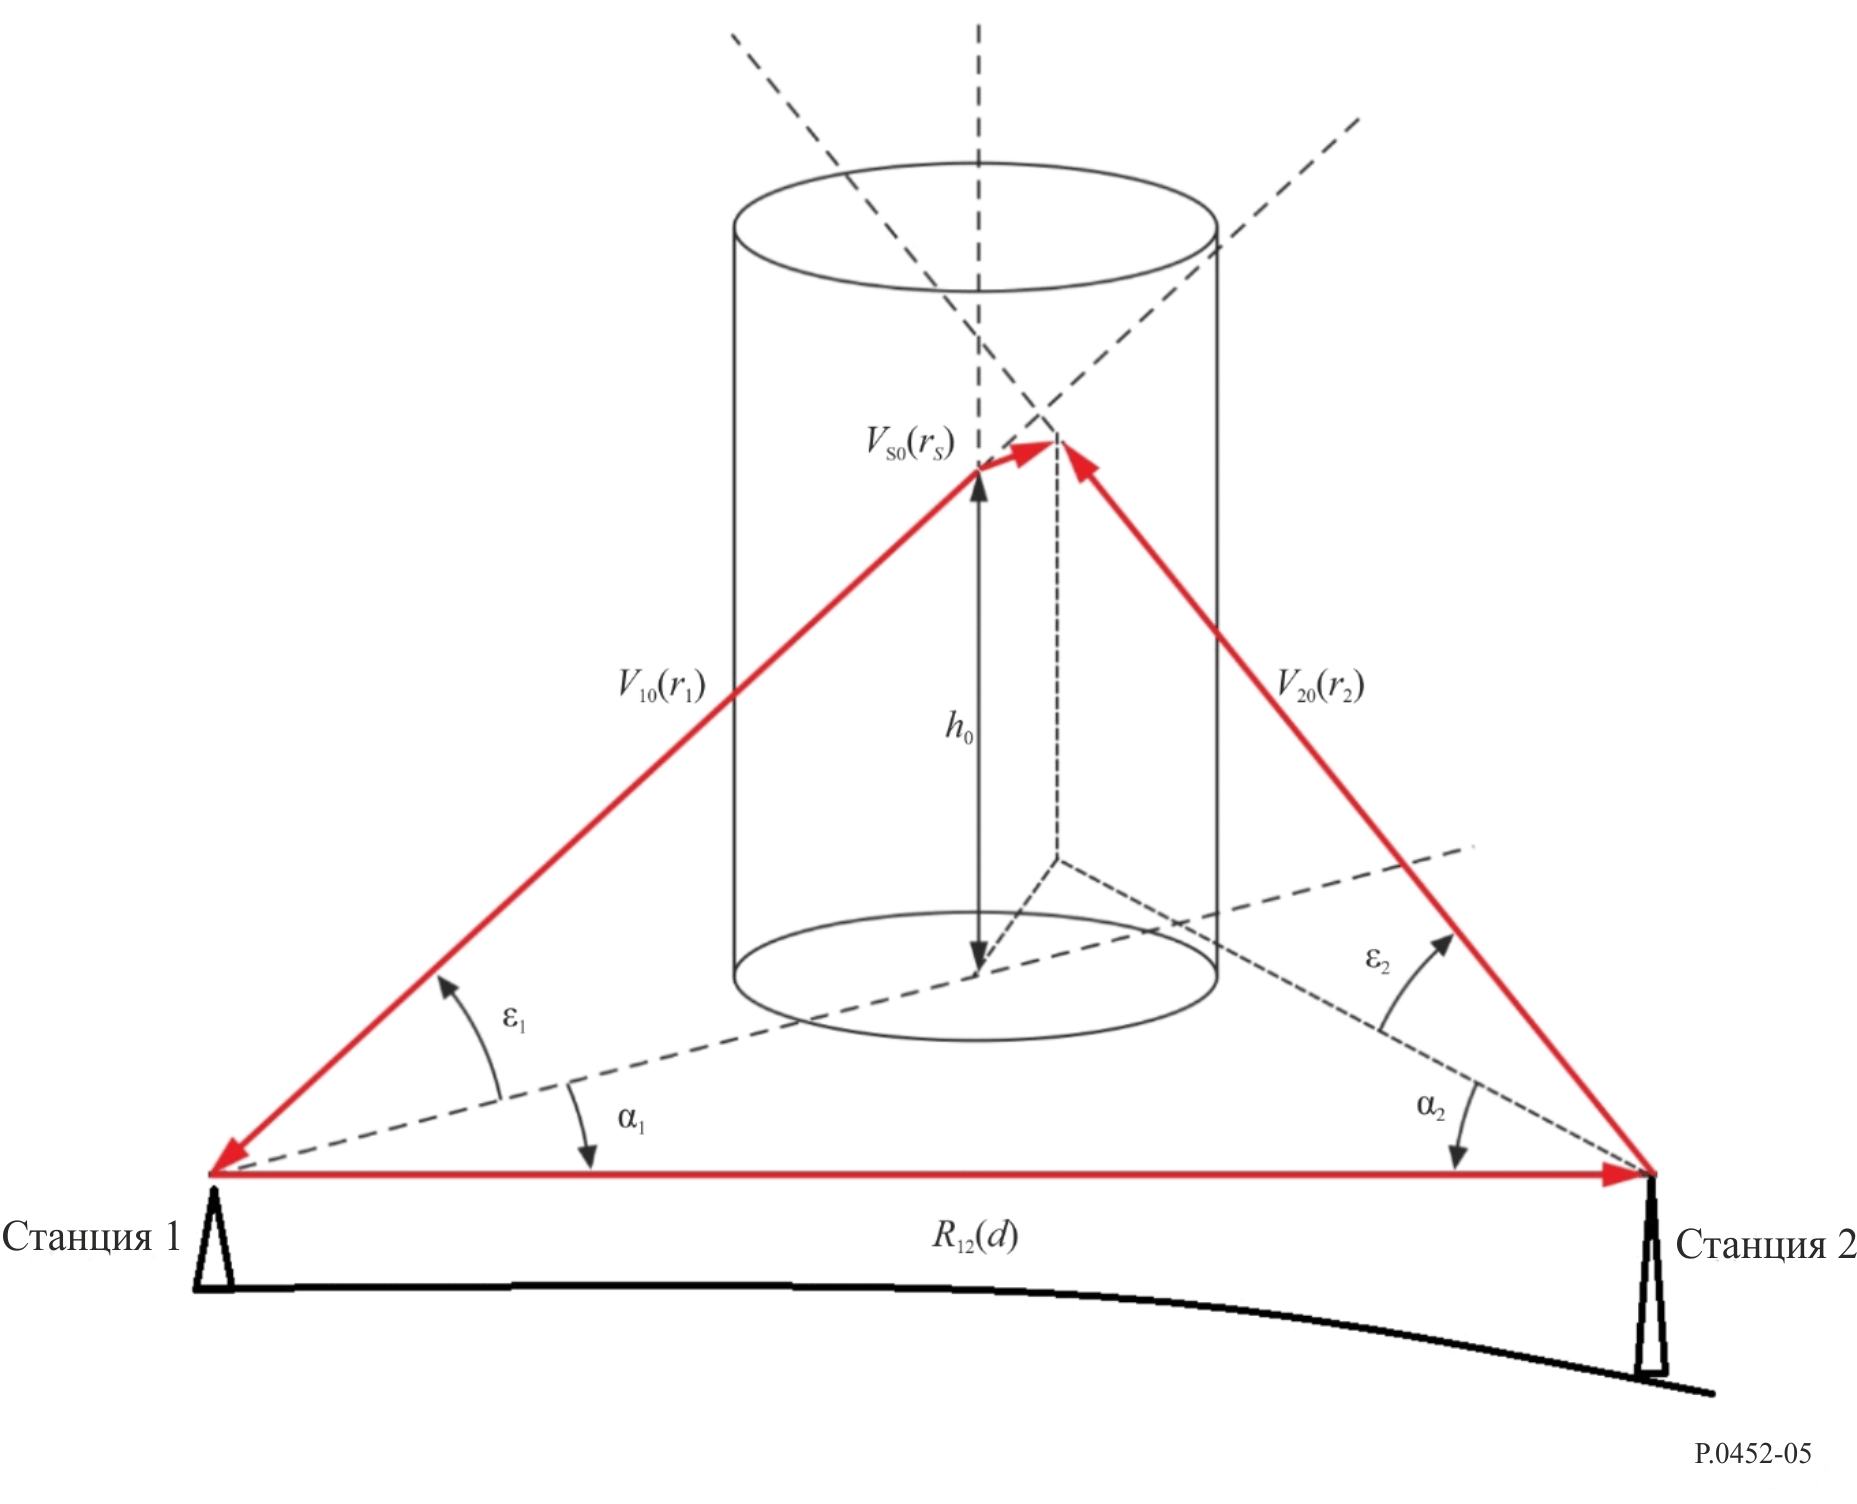 V_S0(r_S)
V_10(r_1)
V_20(r_2)
h_0
ε_2
ε_1
α_1
α_2
Станция 1
R_12(d)
Станция 2
P.0452-05